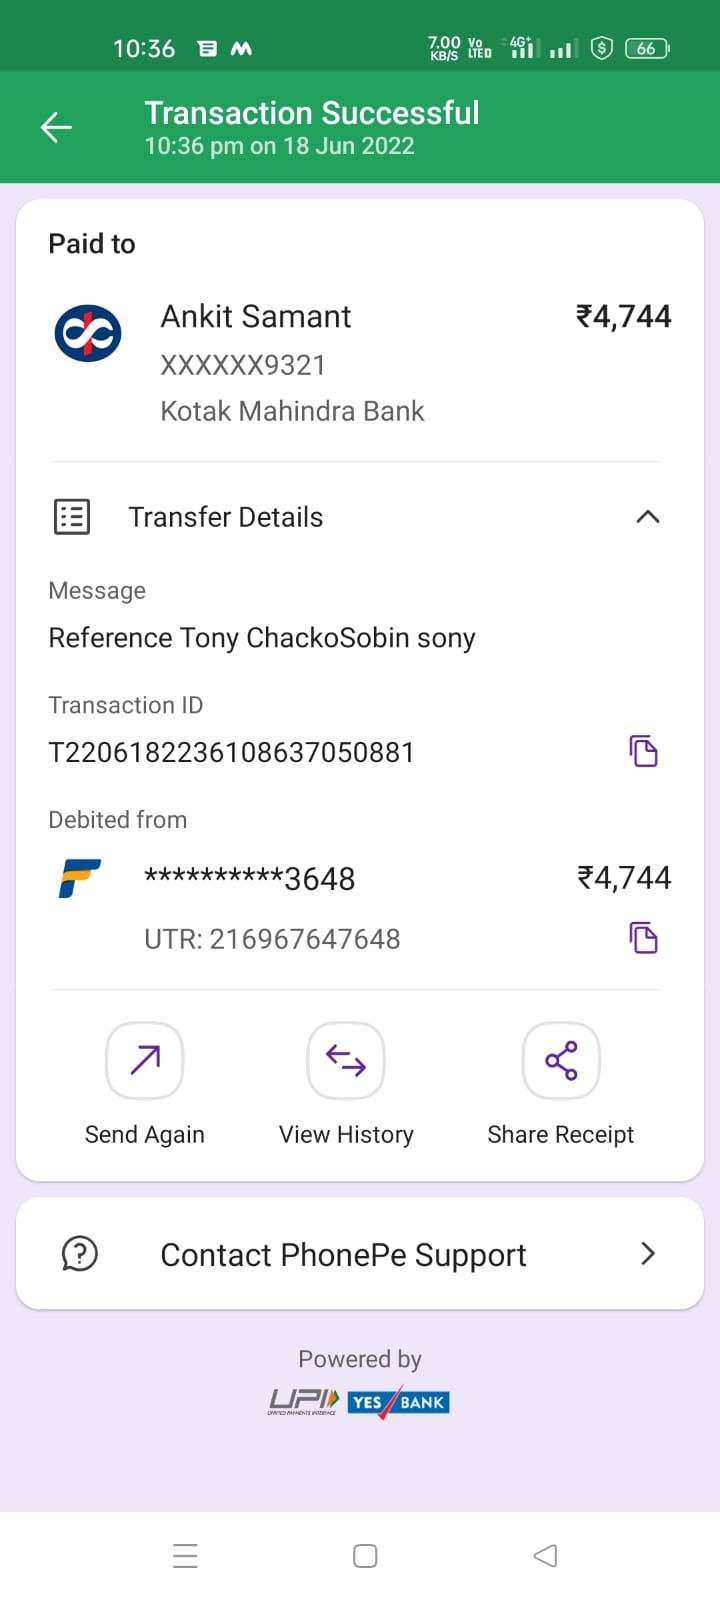 10:36 7.00 KB/S Vo LTED 4G+ 66
Transaction Successful
10:36 pm on 18 Jun 2022
Paid to
Ankit Samant ₹4,744
XXXXXX9321
Kotak Mahindra Bank
Transfer Details
Message
Reference Tony ChackoSobin sony
Transaction ID
T2206182236108637050881
Debited from
**********3648 ₹4,744
UTR: 216967647648
Send Again View History Share Receipt
Contact PhonePe Support
Powered by
UPI YES BANK
UNIFIED PAYMENTS INTERFACE